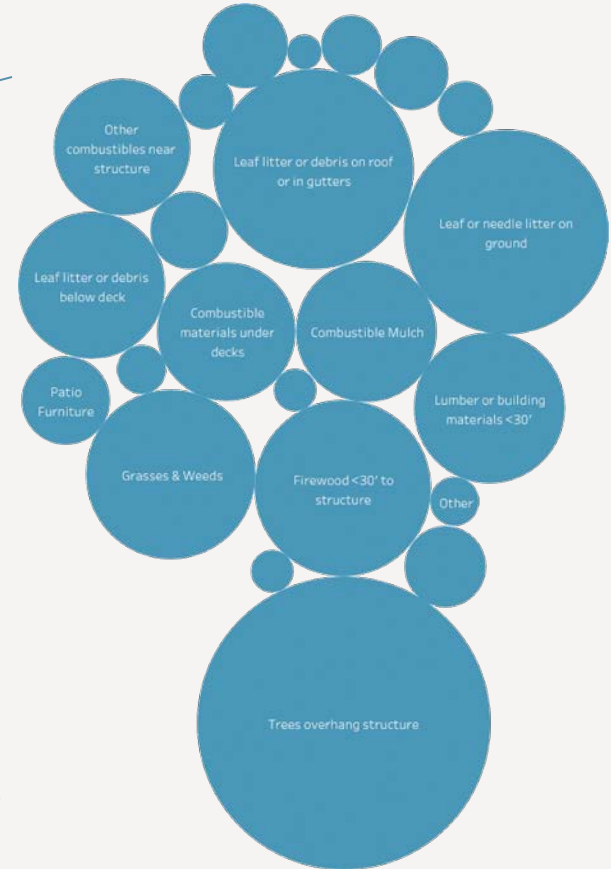 Other
combustibles near
structure
Leaf litter or debris on roof
or in gutters
Leaf or needle litter on
ground
Leaf litter or debris
below deck
Combustible
materials under
decks
Combustible Mulch
Patio
Furniture
Lumber or building
materials <30'
Grasses & Weeds
Firewood <30' to
structure
Other
Trees overhang structure